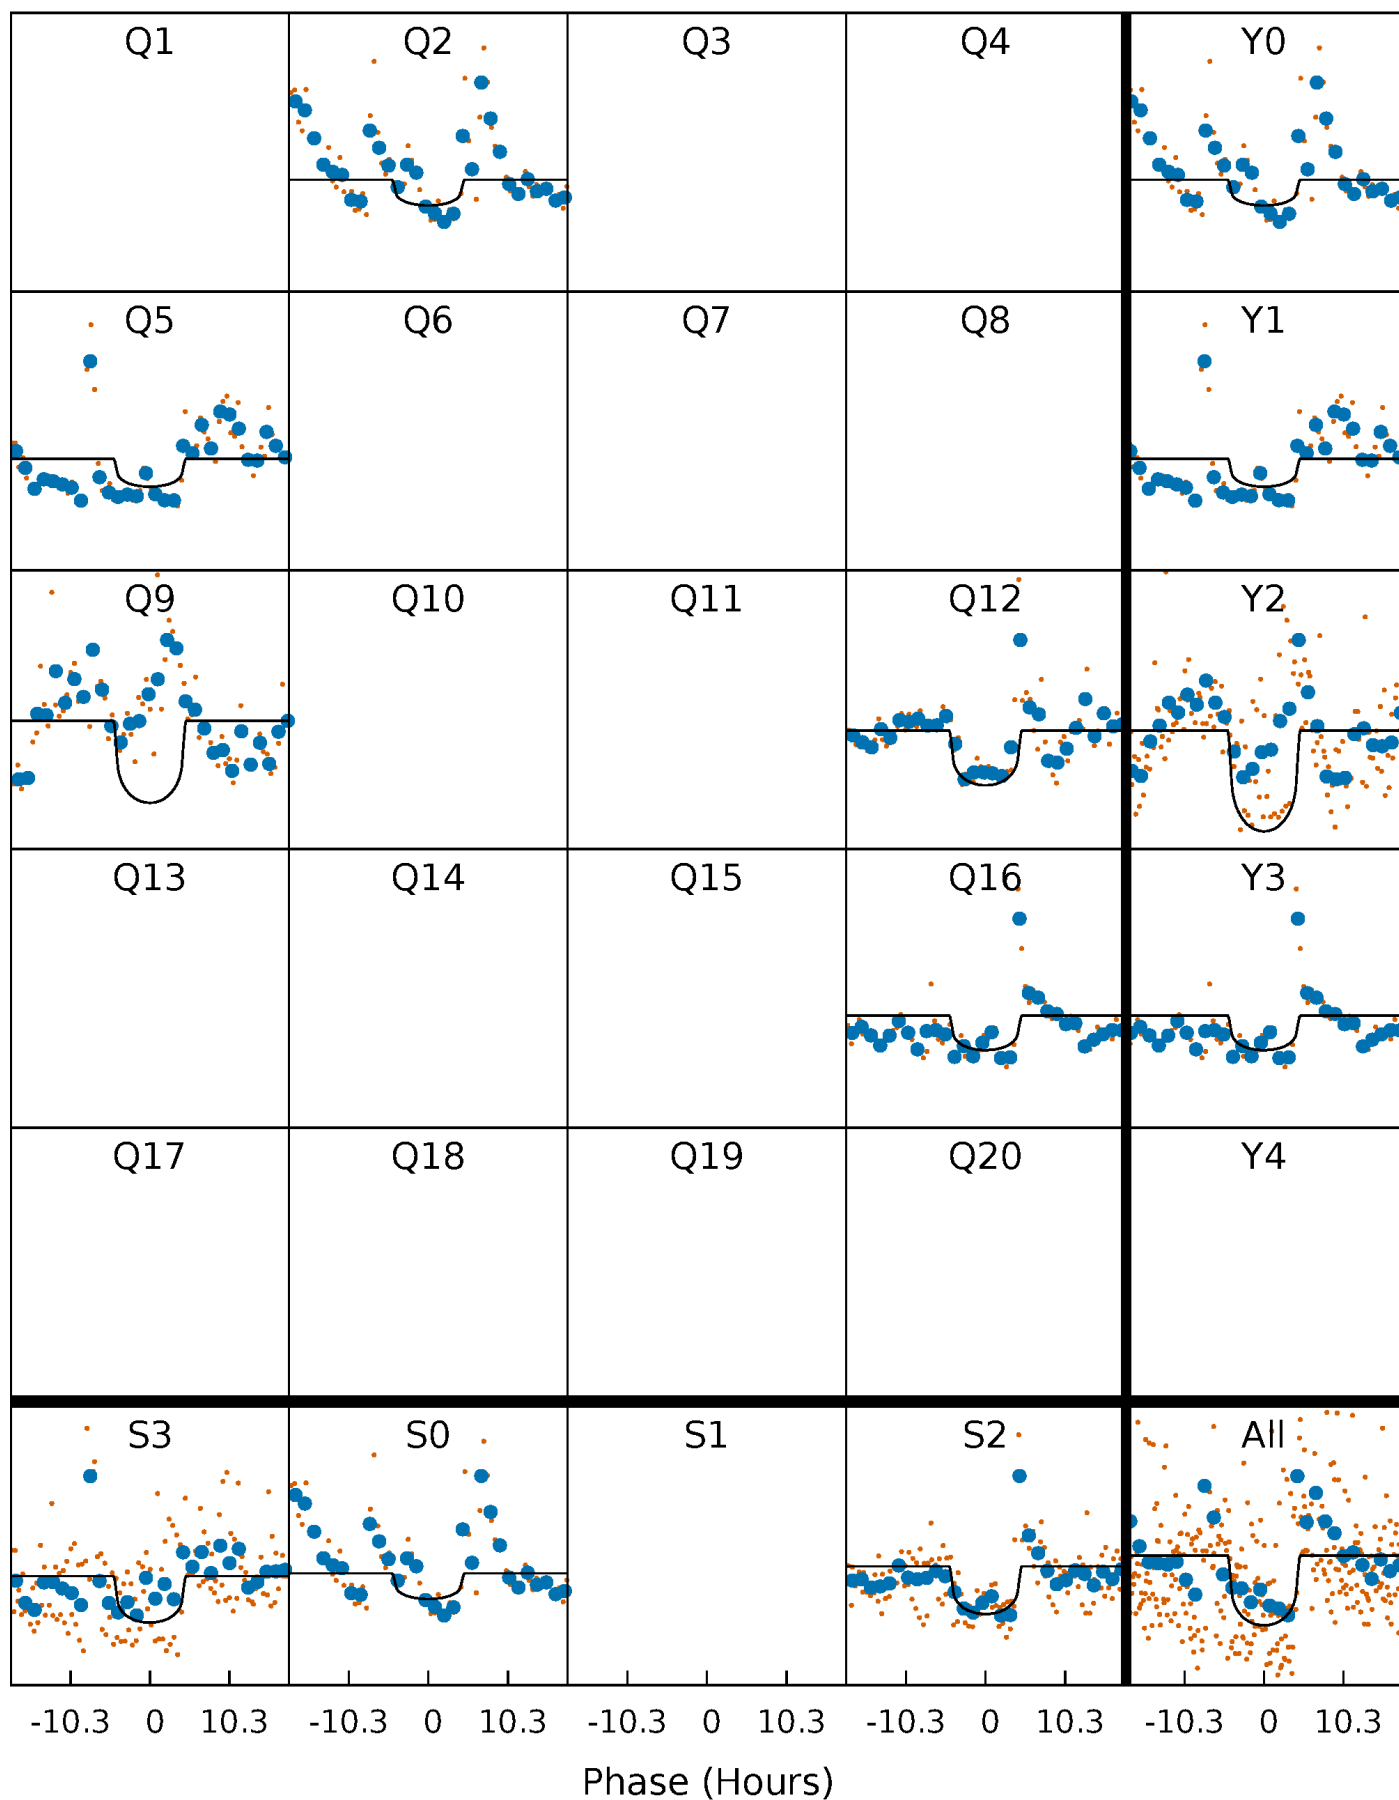 Q1 Q2 Q3 Q4 Y0
Q5 Q6 Q7 Q8 Y1
Q9 Q10 Q11 Q12 Y2
Q13 Q14 Q15 Q16 Y3
Q17 Q18 Q19 Q20 Y4
S3 S0 S1 S2 All
-10.3 0 10.3 -10.3 0 10.3 -10.3 0 10.3 -10.3 0 10.3 -10.3 0 10.3
Phase (Hours)